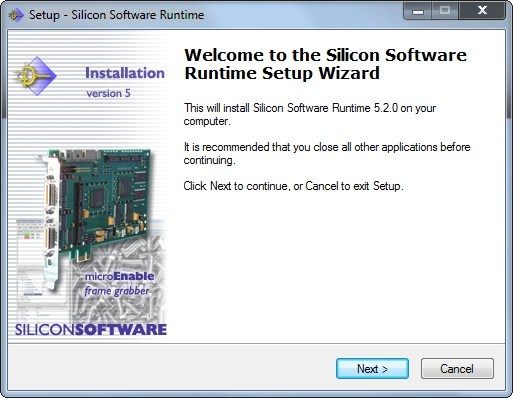 Setup - Silicon Software Runtime
Installation
version 5
microEnable
frame grabber
SILICONSOFTWARE
Welcome to the Silicon Software
Runtime Setup Wizard
This will install Silicon Software Runtime 5.2.0 on your
computer.
It is recommended that you close all other applications before
continuing.
Click Next to continue, or Cancel to exit Setup.
Next >
Cancel